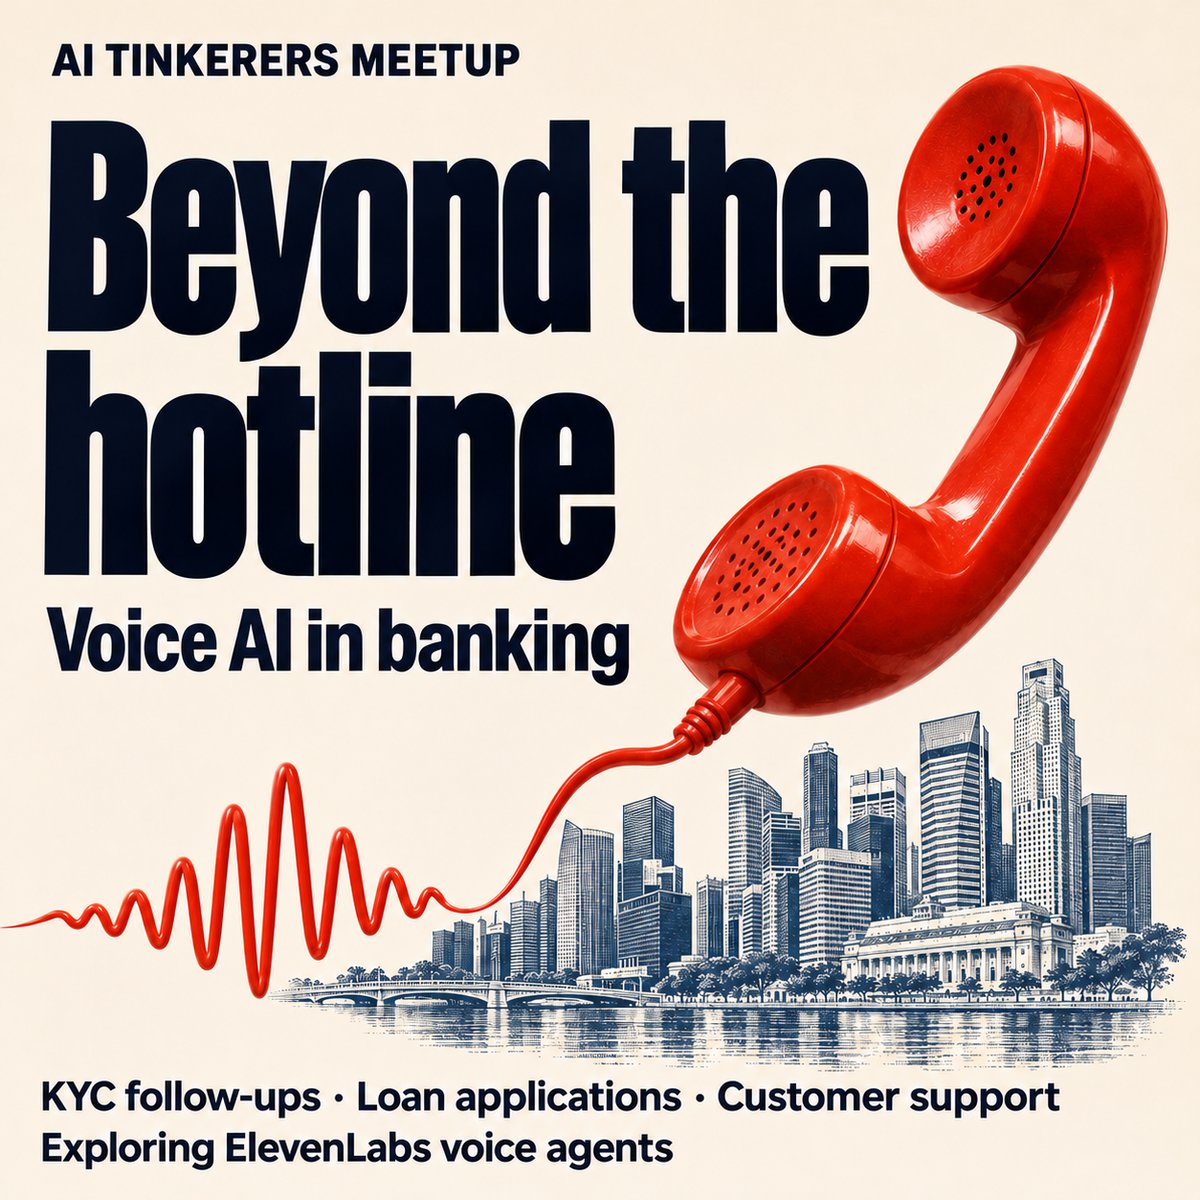 AI TINKERERS MEETUP
Beyond the
hotline
Voice AI in banking
KYC follow-ups · Loan applications · Customer support
Exploring ElevenLabs voice agents